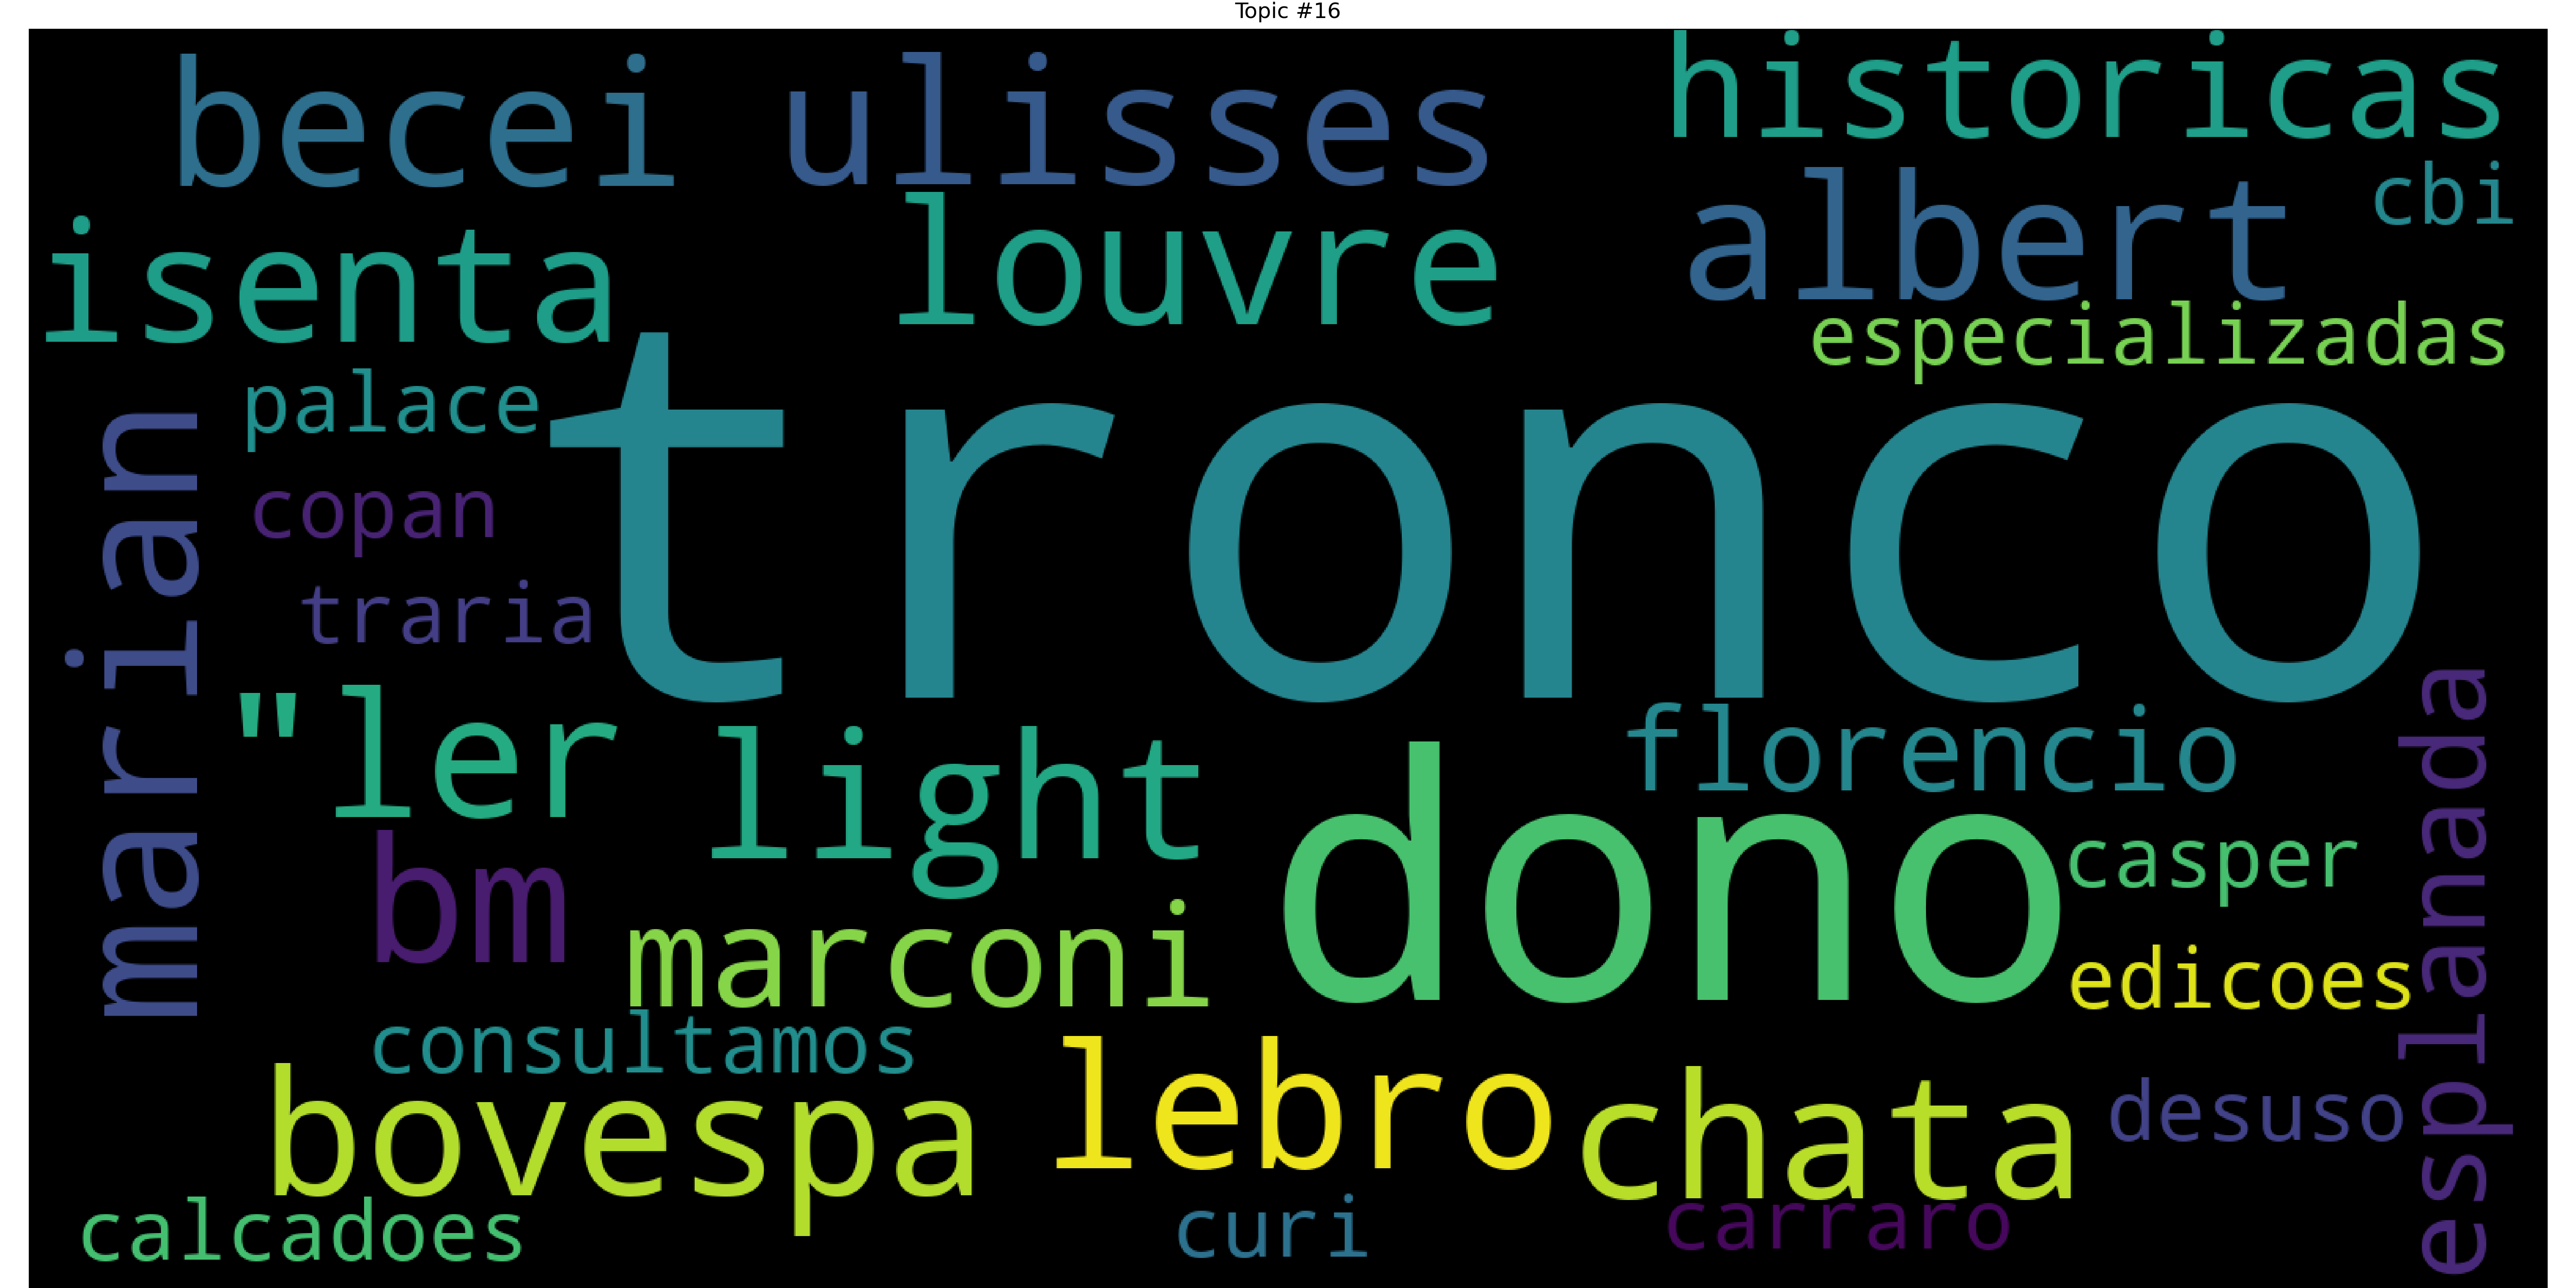 Topic #16
becei
ulisses
historicas
albert
cbi
isenta
louvre
especializadas
palace
tronco
copan
traria
marian
"ler
light
florencio
esplanada
bm
dono
casper
marconi
edicoes
consultamos
bovespa
lebro
chata
desuso
calcadoes
curi
carraro